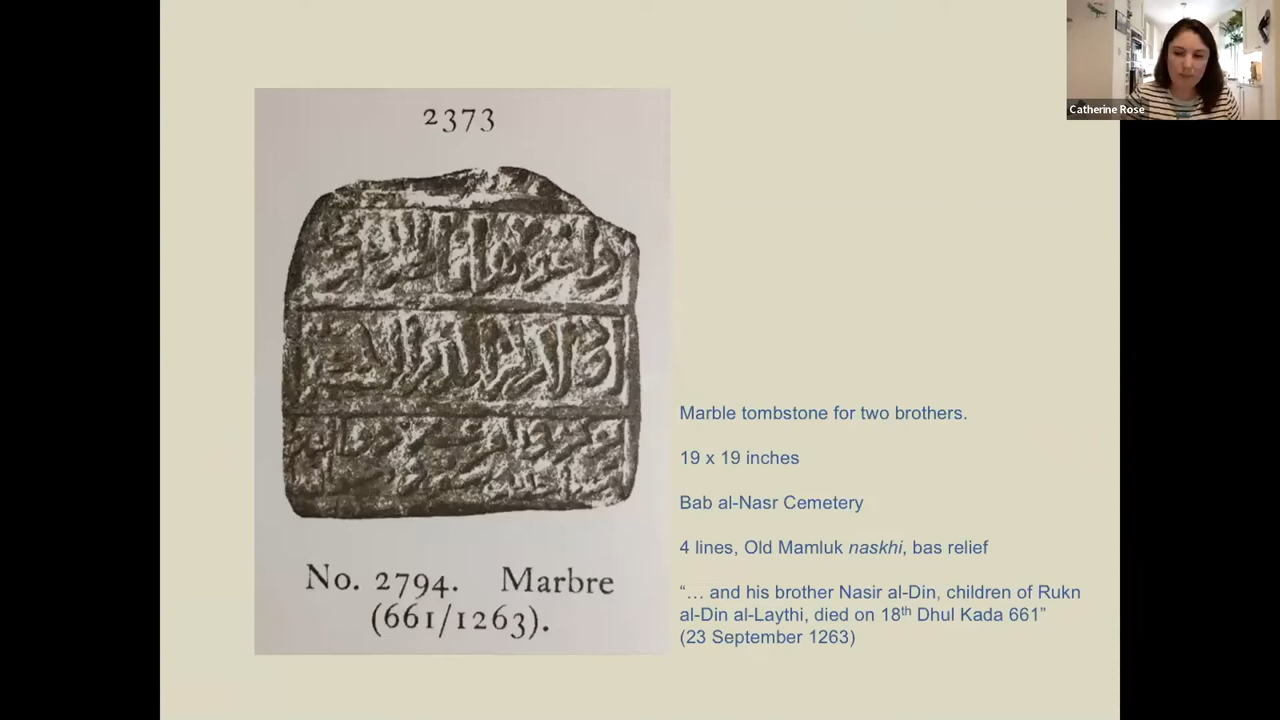 2373
No. 2794. Marbre
(661/1263).
Marble tombstone for two brothers.
19 x 19 inches
Bab al-Nasr Cemetery
4 lines, Old Mamluk naskhi, bas relief
“… and his brother Nasir al-Din, children of Rukn
al-Din al-Laythi, died on 18th Dhul Kada 661”
(23 September 1263)
Catherine Rose